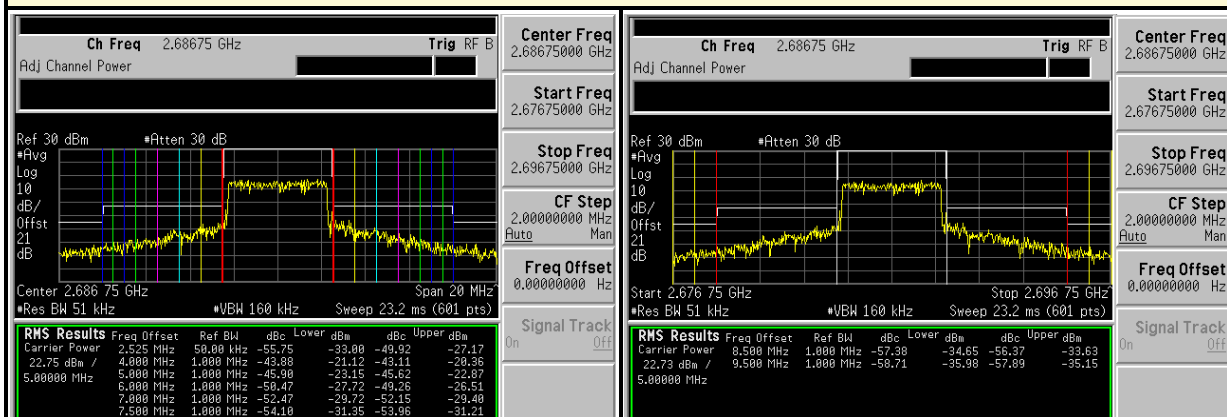 Ch Freq 2.68675 GHz Trig RF B
Adj Channel Power
Ref 30 dBm #Atten 30 dB
#Avg
Log
10
dB/
Offst
21
dB
Center 2.686 75 GHz Span 20 MHz^
#Res BW 51 kHz #VBW 160 kHz Sweep 23.2 ms (601 pts)
RMS Results Freq Offset Ref BW dBc Lower dBm dBc Upper dBm
Carrier Power 2.525 MHz 50.00 kHz -55.75 -33.00 -49.92 -27.17
22.75 dBm / 4.000 MHz 1.000 MHz -43.88 -21.12 -43.11 -20.36
5.00000 MHz 5.000 MHz 1.000 MHz -45.90 -23.15 -45.62 -22.87
6.000 MHz 1.000 MHz -50.47 -27.72 -49.26 -26.51
7.000 MHz 1.000 MHz -52.47 -29.72 -52.15 -29.40
7.500 MHz 1.000 MHz -54.10 -31.35 -53.96 -31.21
Center Freq
2.68675000 GHz
Start Freq
2.67675000 GHz
Stop Freq
2.69675000 GHz
CF Step
2.00000000 MHz
Auto Man
Freq Offset
0.00000000 Hz
Signal Track
On Off
Ch Freq 2.68675 GHz Trig RF B
Adj Channel Power
Ref 30 dBm #Atten 30 dB
#Avg
Log
10
dB/
Offst
21
dB
Start 2.676 75 GHz Stop 2.696 75 GHz^
#Res BW 51 kHz #VBW 160 kHz Sweep 23.2 ms (601 pts)
RMS Results Freq Offset Ref BW dBc Lower dBm dBc Upper dBm
Carrier Power 8.500 MHz 1.000 MHz -57.38 -34.65 -56.37 -33.63
22.73 dBm / 9.500 MHz 1.000 MHz -58.71 -35.98 -57.89 -35.15
5.00000 MHz
Center Freq
2.68675000 GHz
Start Freq
2.67675000 GHz
Stop Freq
2.69675000 GHz
CF Step
2.00000000 MHz
Auto Man
Freq Offset
0.00000000 Hz
Signal Track
On Off